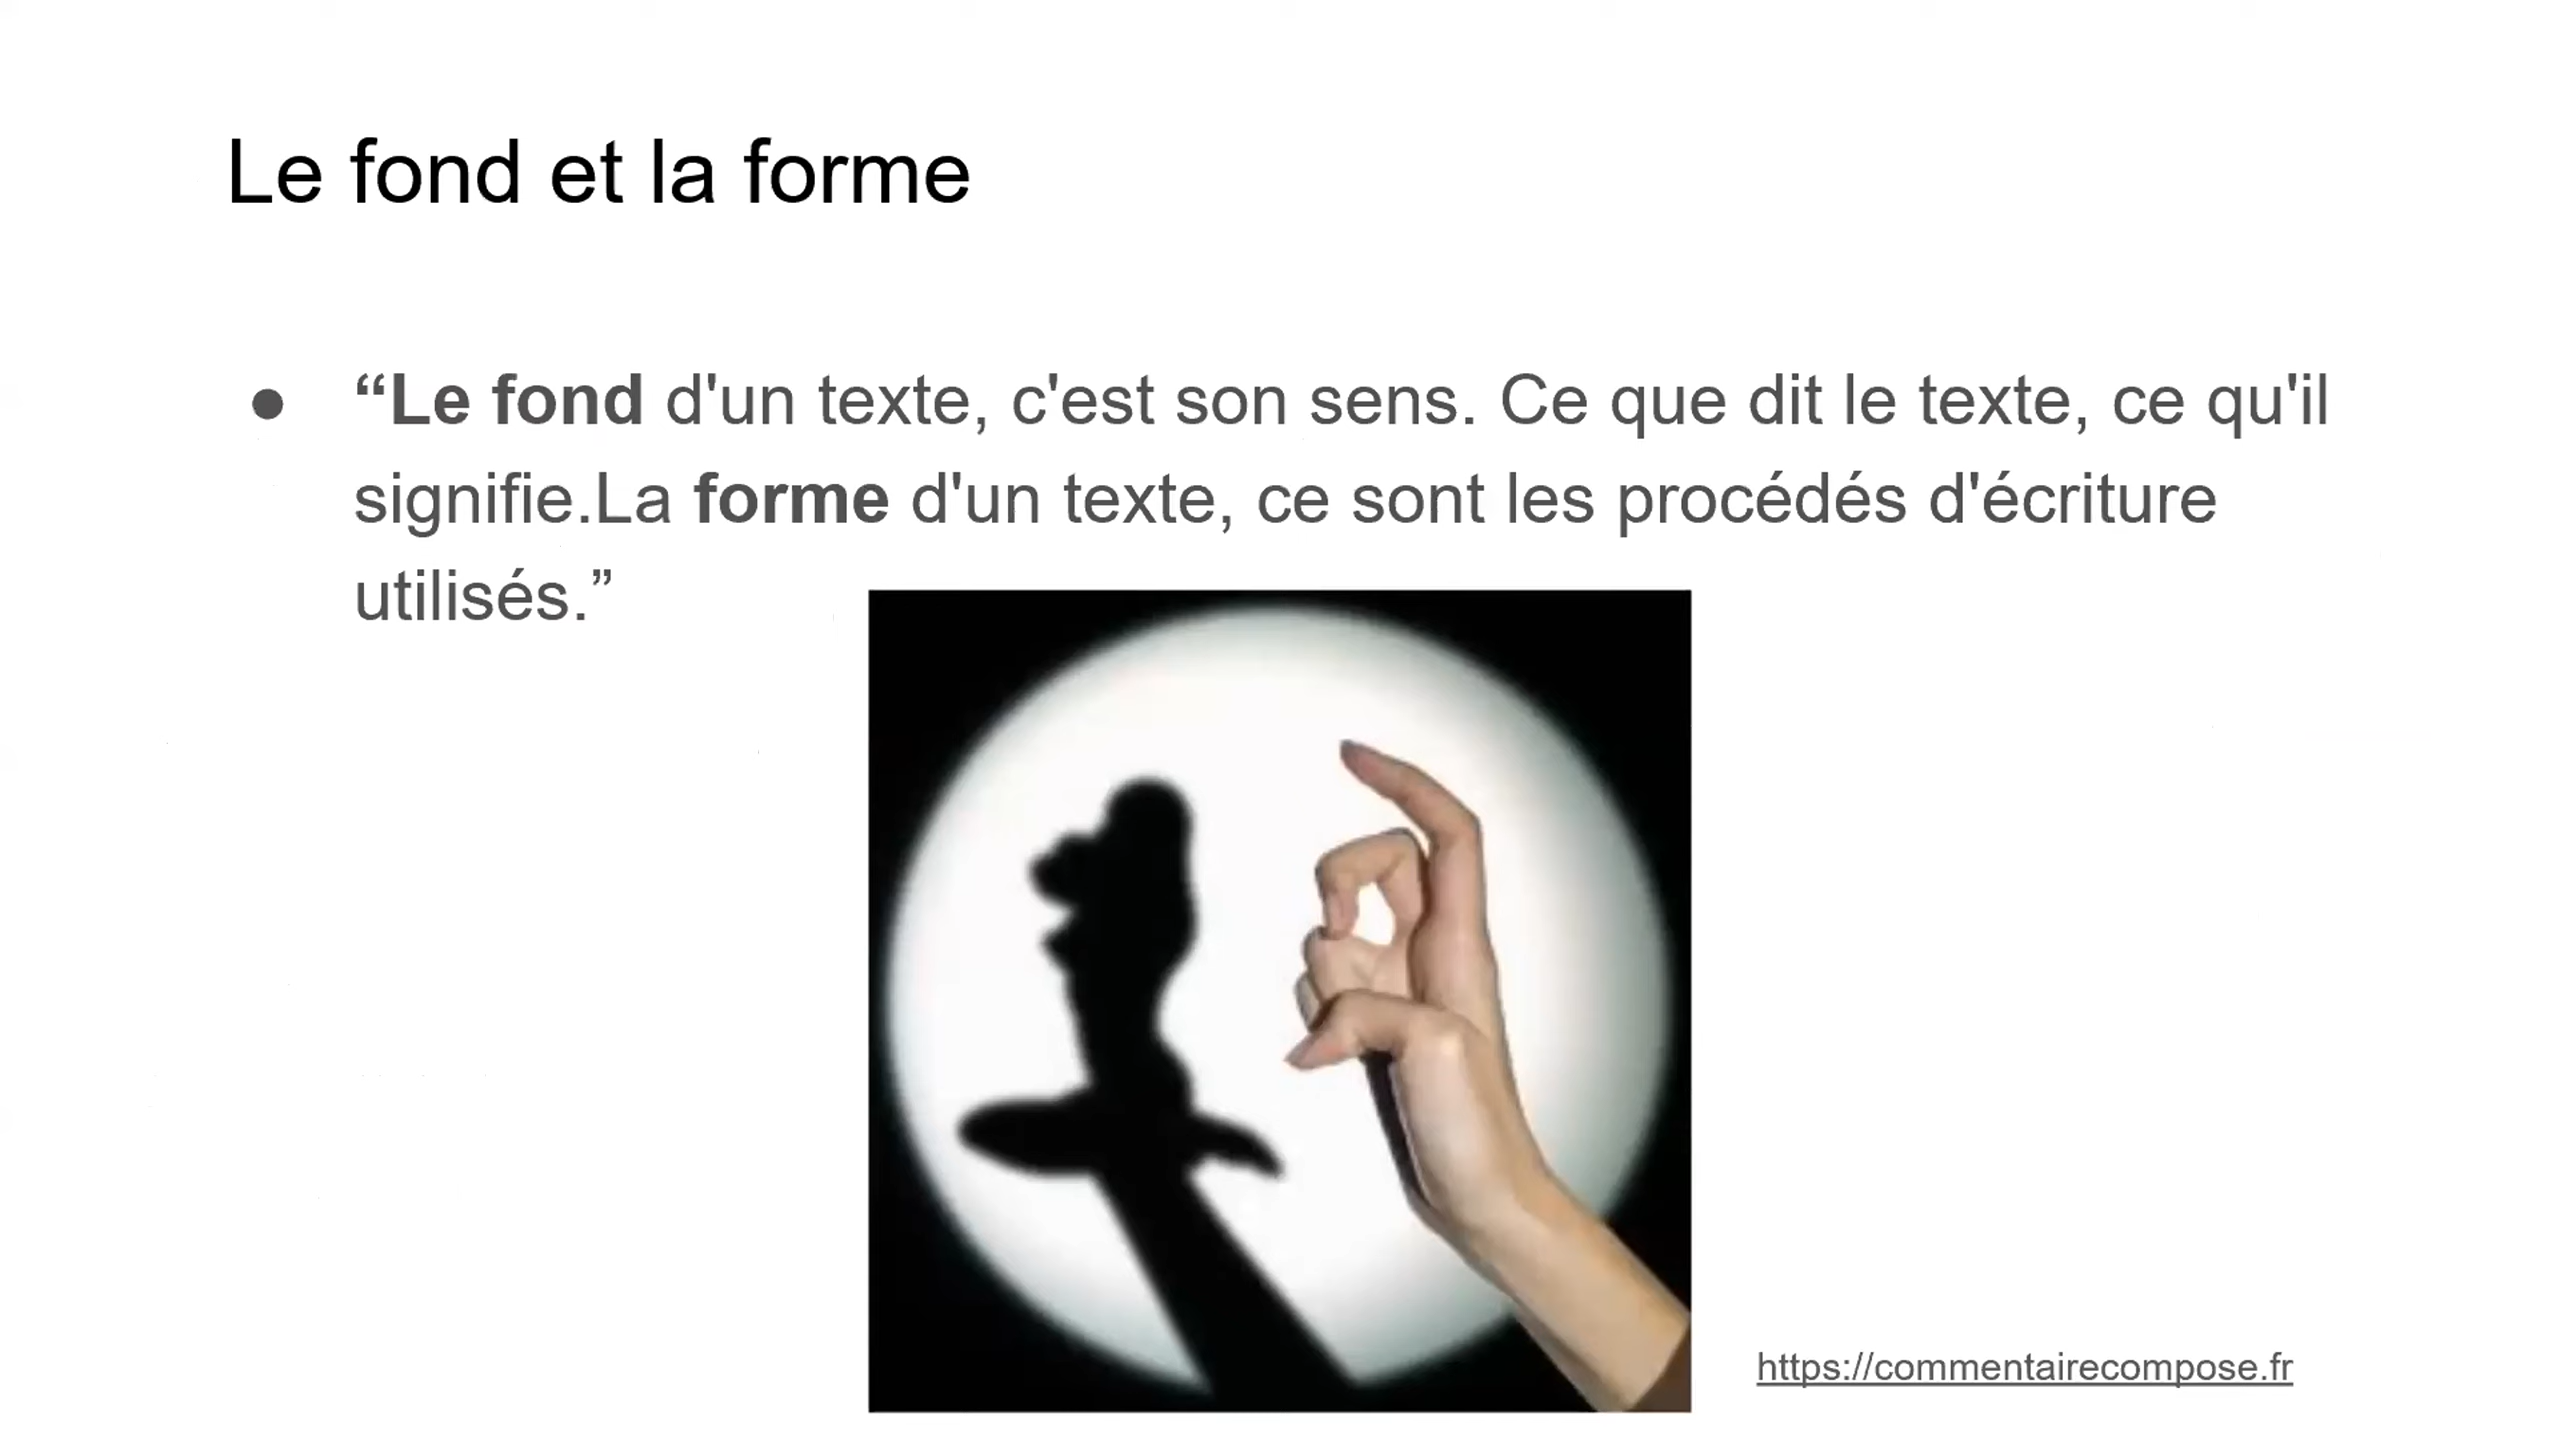 Le fond et la forme
● “Le fond d'un texte, c'est son sens. Ce que dit le texte, ce qu'il
signifie.La forme d'un texte, ce sont les procédés d'écriture
utilisés.”
https://commentairecompose.fr